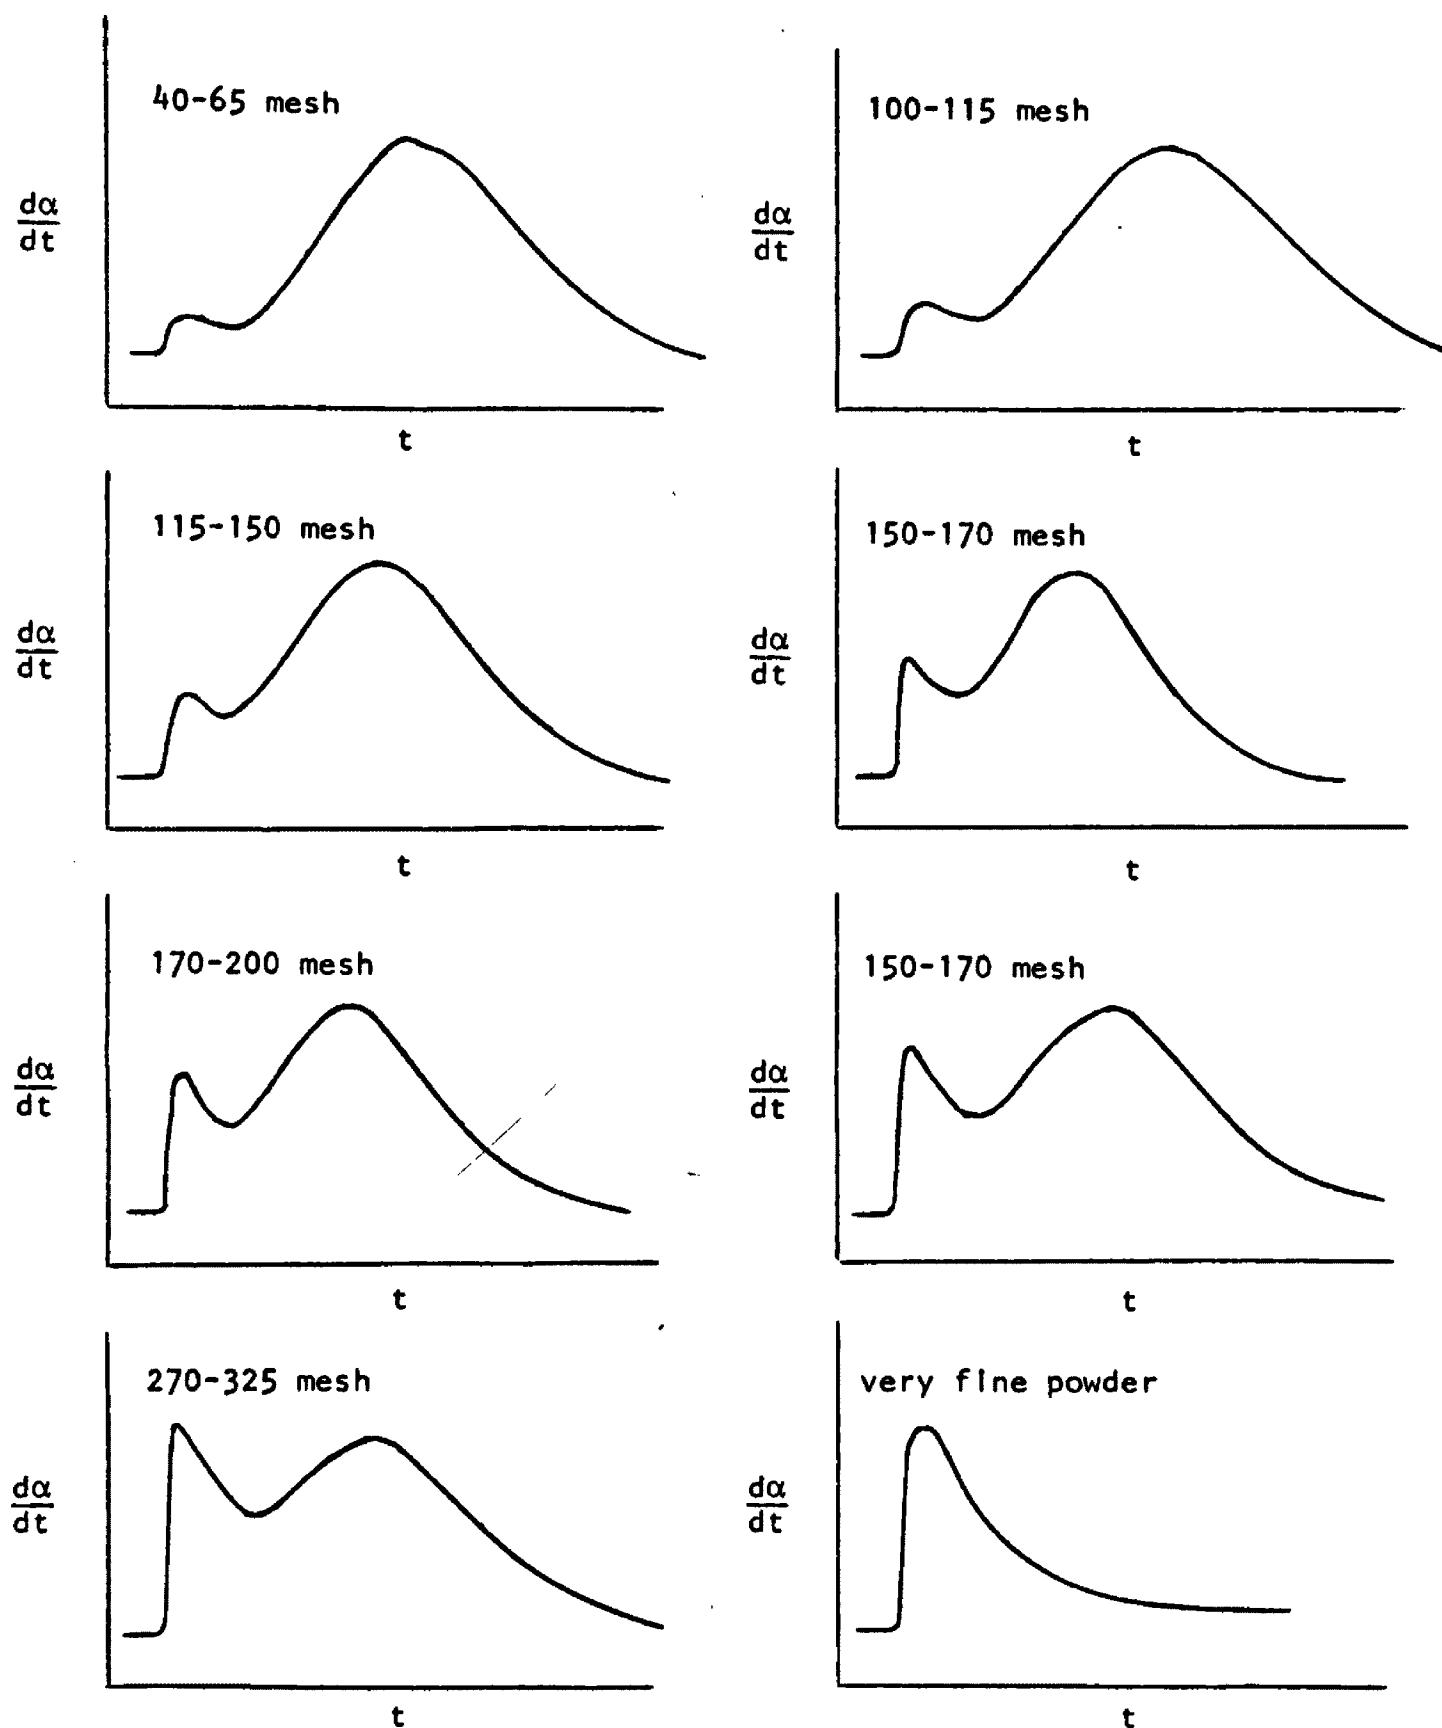 40-65 mesh
dα
dt
t
100-115 mesh
dα
dt
t
115-150 mesh
dα
dt
t
150-170 mesh
dα
dt
t
170-200 mesh
dα
dt
t
150-170 mesh
dα
dt
t
270-325 mesh
dα
dt
t
very fine powder
dα
dt
t